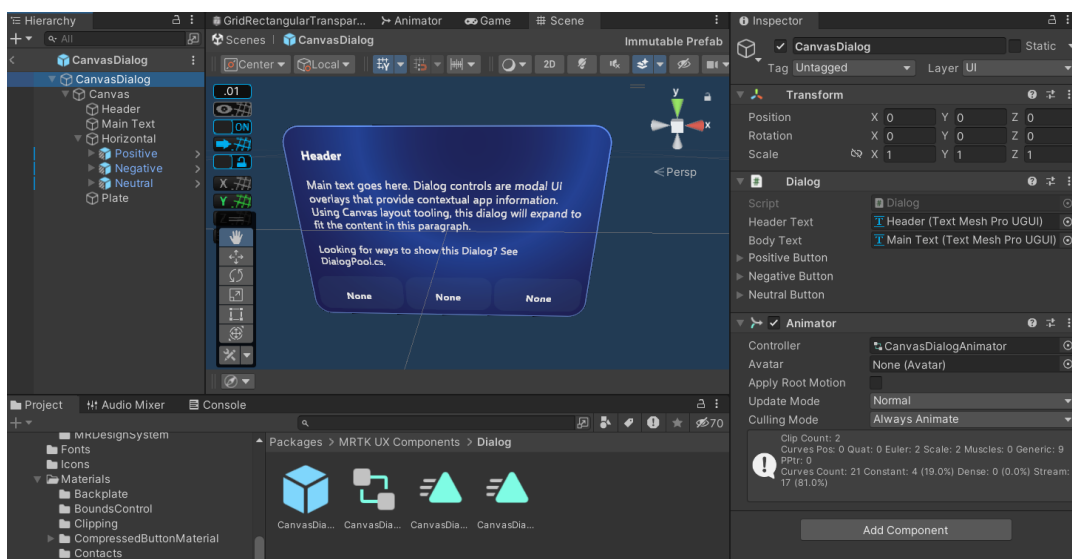 Hierarchy
All
CanvasDialog
CanvasDialog
Canvas
Header
Main Text
Horizontal
Positive
Negative
Neutral
Plate
GridRectangularTranspar...
Animator
Game
Scene
Scenes
CanvasDialog
Immutable Prefab
Center
Local
2D
.01
ON
X
Y
y
x
Persp
Header
Main text goes here. Dialog controls are modal UI
overlays that provide contextual app information.
Using Canvas layout tooling, this dialog will expand to
fit the content in this paragraph.
Looking for ways to show this Dialog? See
DialogPool.cs.
None None None
Project
Audio Mixer
Console
70
MRDesignSystem
Fonts
Icons
Materials
Backplate
BoundsControl
Clipping
CompressedButtonMaterial
Contacts
Packages > MRTK UX Components > Dialog
CanvasDia... CanvasDia... CanvasDia... CanvasDia...
Inspector
CanvasDialog
Static
Tag Untagged Layer UI
Transform
Position X 0 Y 0 Z 0
Rotation X 0 Y 0 Z 0
Scale X 1 Y 1 Z 1
Dialog
Script Dialog
Header Text Header (Text Mesh Pro UGUI)
Body Text Main Text (Text Mesh Pro UGUI)
Positive Button
Negative Button
Neutral Button
Animator
Controller CanvasDialogAnimator
Avatar None (Avatar)
Apply Root Motion
Update Mode Normal
Culling Mode Always Animate
Clip Count: 2
Curves Pos: 0 Quat: 0 Euler: 2 Scale: 2 Muscles: 0 Generic: 9
PPtr: 0
Curves Count: 21 Constant: 4 (19.0%) Dense: 0 (0.0%) Stream:
17 (81.0%)
Add Component